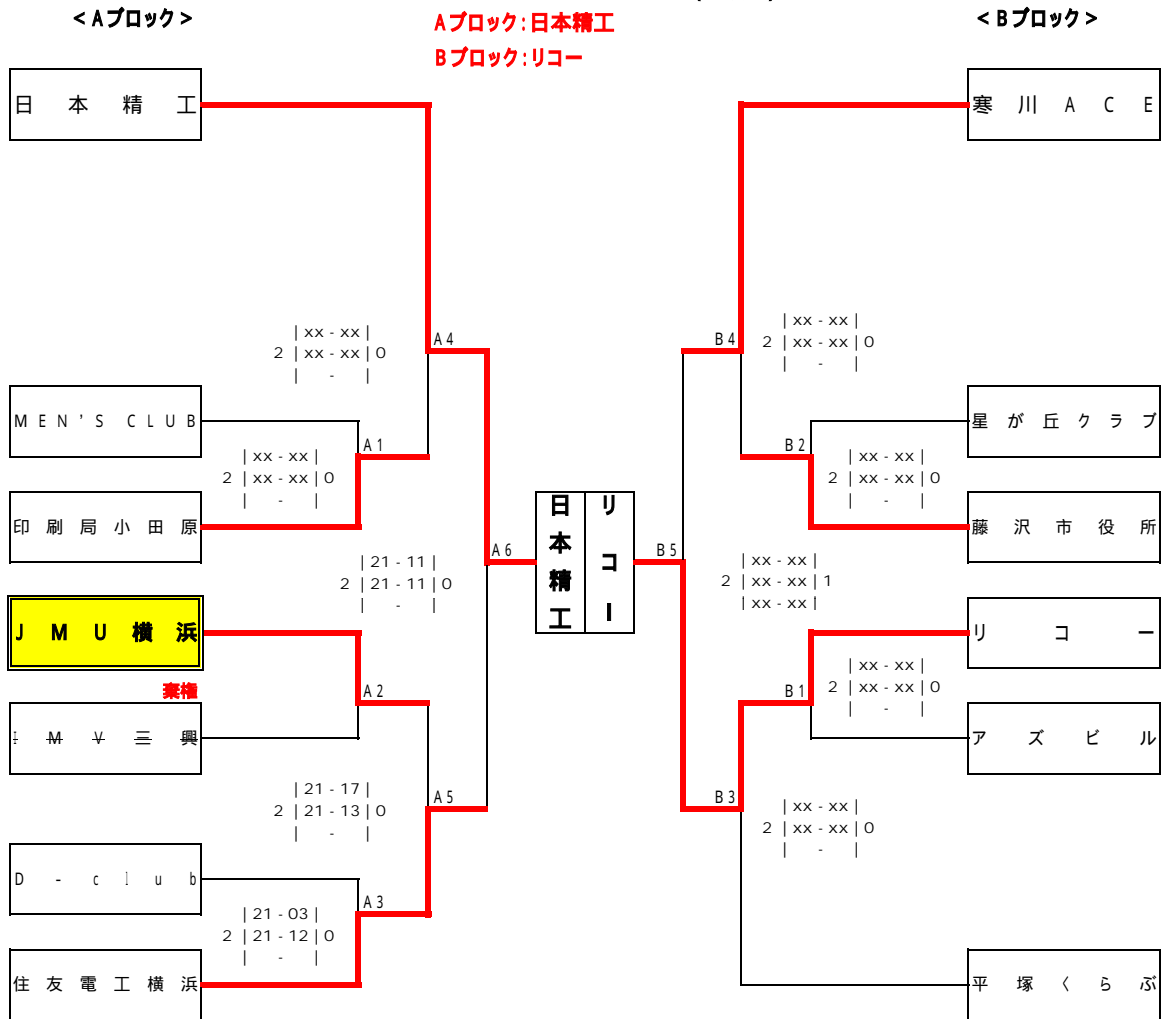 <Aブロック>
Aブロック:日本精工
<Bブロック>
Bブロック:リコー
日本精工
寒川ACE
|xx-xx|
A4
B4
|xx-xx|
2|xx-xx|0
2|xx-xx|0
| - |
| - |
MEN'S CLUB
星が丘クラブ
A1
B2
|xx-xx|
|xx-xx|
2|xx-xx|0
2|xx-xx|0
| - |
| - |
印刷局小田原
藤沢市役所
日本精工
リコー
A6
B5
|21-11|
|xx-xx|
2|21-11|0
2|xx-xx|1
| - |
|xx-xx|
JMU横浜
リコー
棄権
A2
B1
|xx-xx|
2|xx-xx|0
| - |
IMV三興
アズビル
|21-17|
A5
B3
|xx-xx|
2|21-13|0
2|xx-xx|0
| - |
| - |
D-club
A3
|21-03|
2|21-12|0
| - |
住友電工横浜
平塚くらぶ